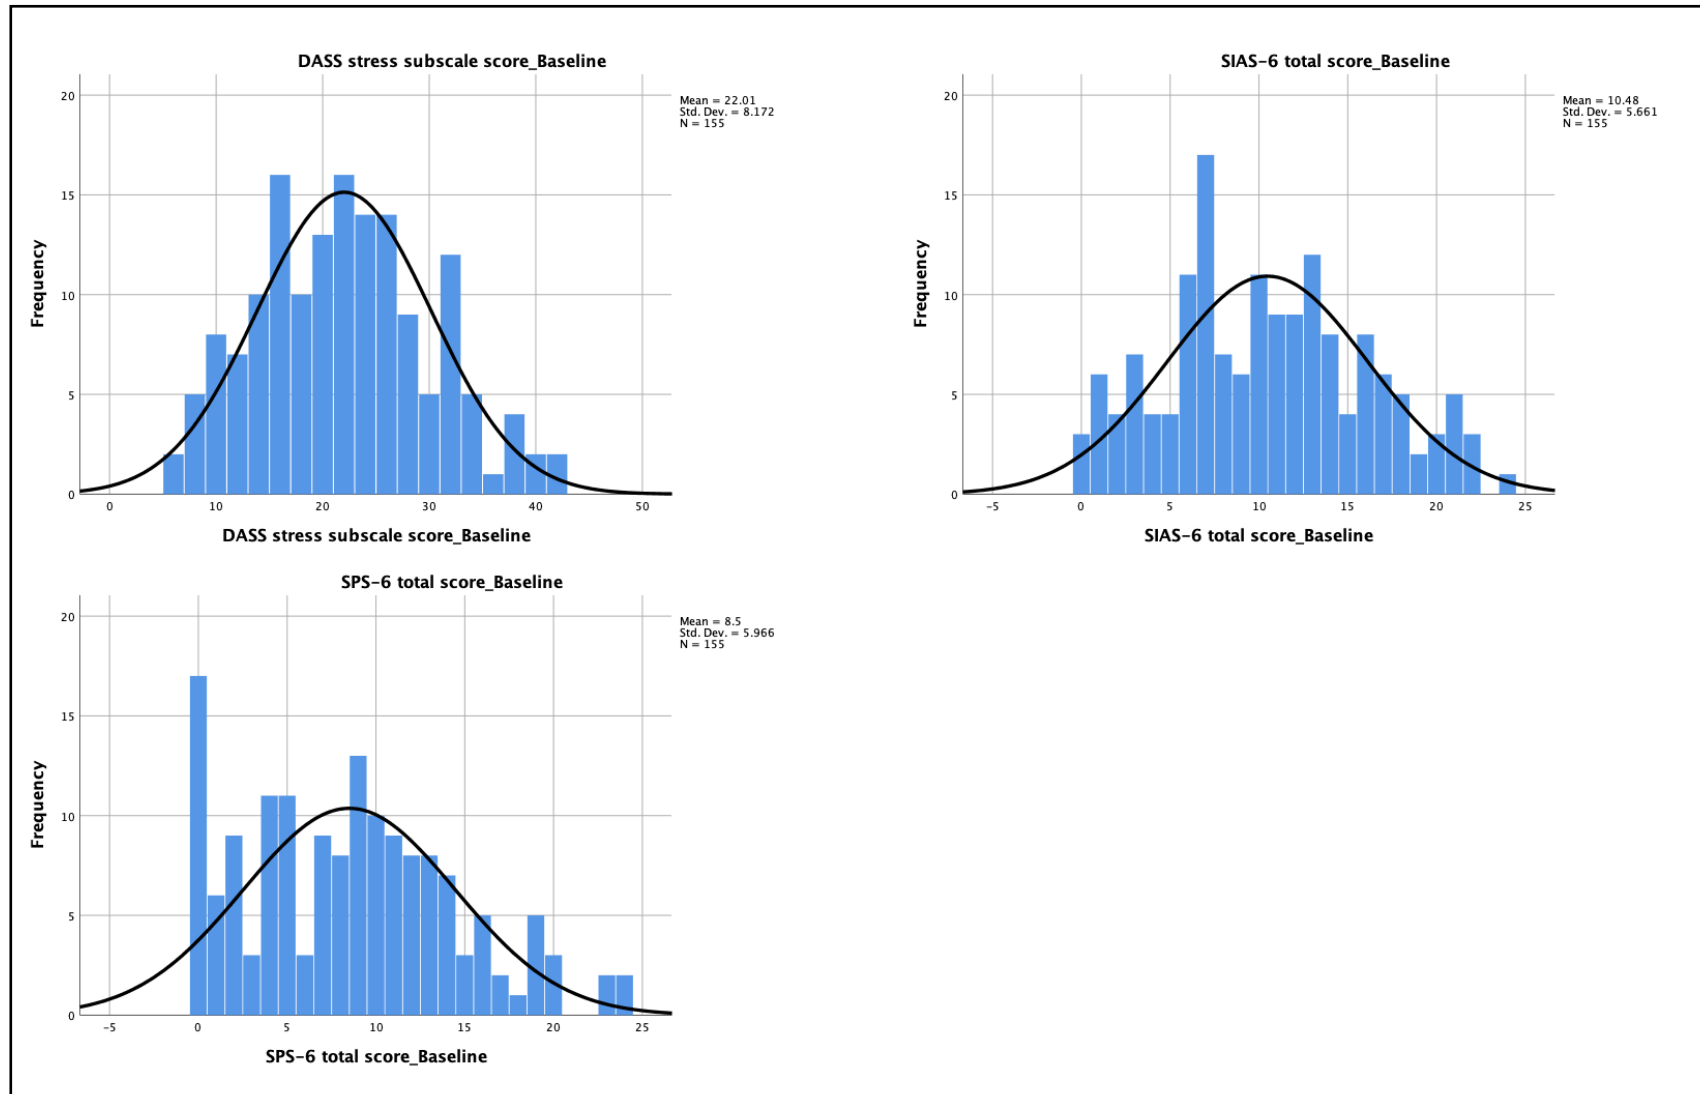 DASS stress subscale score_Baseline
20
15
10
5
0
Frequency
0 10 20 30 40 50
DASS stress subscale score_Baseline
Mean = 22.01
Std. Dev. = 8.172
N = 155
SIAS-6 total score_Baseline
20
15
10
5
0
Frequency
-5 0 5 10 15 20 25
SIAS-6 total score_Baseline
Mean = 10.48
Std. Dev. = 5.661
N = 155
SPS-6 total score_Baseline
20
15
10
5
0
Frequency
-5 0 5 10 15 20 25
SPS-6 total score_Baseline
Mean = 8.5
Std. Dev. = 5.966
N = 155